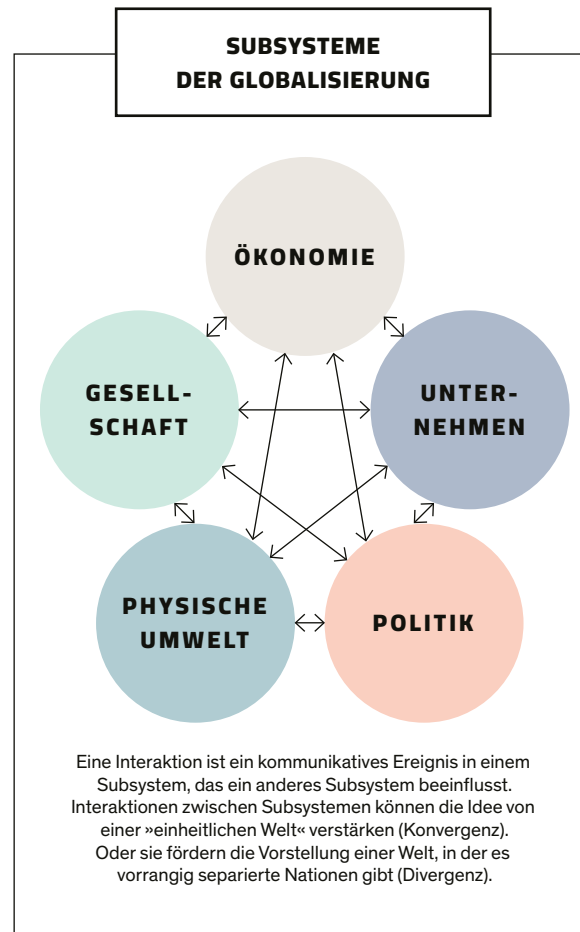 SUBSYSTEME
DER GLOBALISIERUNG
ÖKONOMIE
GESELL-
SCHAFT
UNTER-
NEHMEN
PHYSISCHE
UMWELT
POLITIK
Eine Interaktion ist ein kommunikatives Ereignis in einem
Subsystem, das ein anderes Subsystem beeinflusst.
Interaktionen zwischen Subsystemen können die Idee von
einer »einheitlichen Welt« verstärken (Konvergenz).
Oder sie fördern die Vorstellung einer Welt, in der es
vorrangig separierte Nationen gibt (Divergenz).